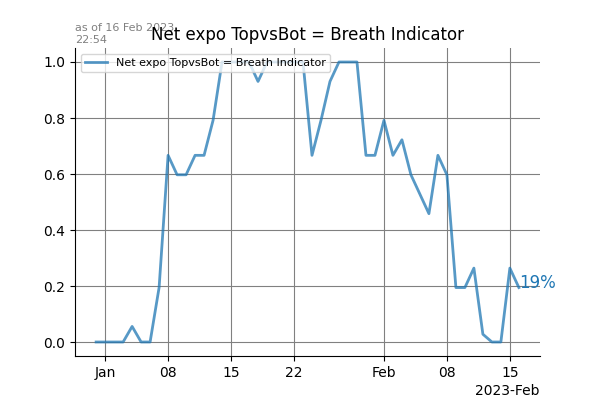 as of 16 Feb 2023
22:54
Net expo TopvsBot = Breath Indicator
Net expo TopvsBot = Breath Indicator
1.0
0.8
0.6
0.4
0.2
0.0
19%
Jan
08
15
22
Feb
08
15
2023-Feb